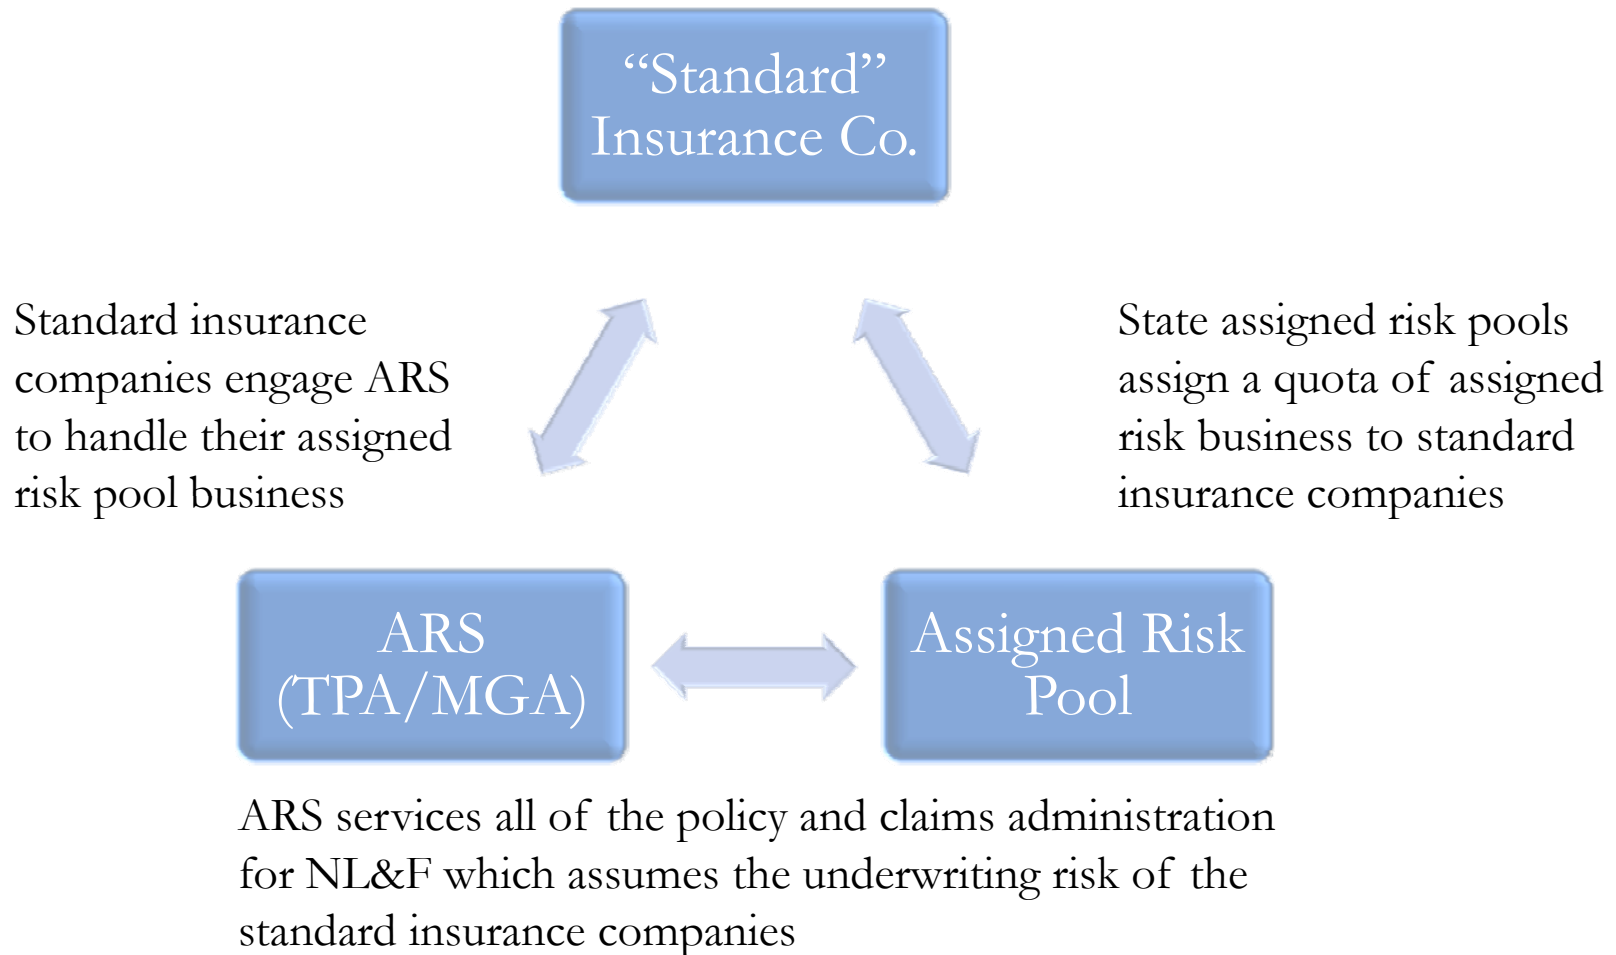 “Standard”
Insurance Co.
Standard insurance
companies engage ARS
to handle their assigned
risk pool business
State assigned risk pools
assign a quota of assigned
risk business to standard
insurance companies
ARS
(TPA/MGA)
Assigned Risk
Pool
ARS services all of the policy and claims administration
for NL&F which assumes the underwriting risk of the
standard insurance companies